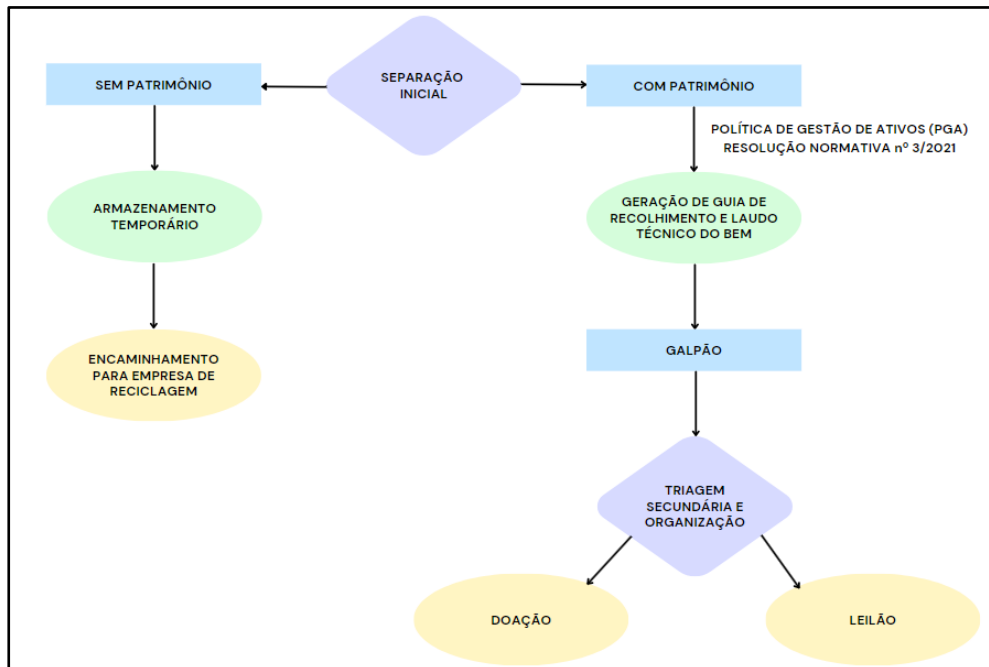 SEPARAÇÃO
INICIAL
SEM PATRIMÔNIO
COM PATRIMÔNIO
POLÍTICA DE GESTÃO DE ATIVOS (PGA)
RESOLUÇÃO NORMATIVA nº 3/2021
ARMAZENAMENTO
TEMPORÁRIO
GERAÇÃO DE GUIA DE
RECOLHIMENTO E LAUDO
TÉCNICO DO BEM
ENCAMINHAMENTO
PARA EMPRESA DE
RECICLAGEM
GALPÃO
TRIAGEM
SECUNDÁRIA E
ORGANIZAÇÃO
DOAÇÃO
LEILÃO